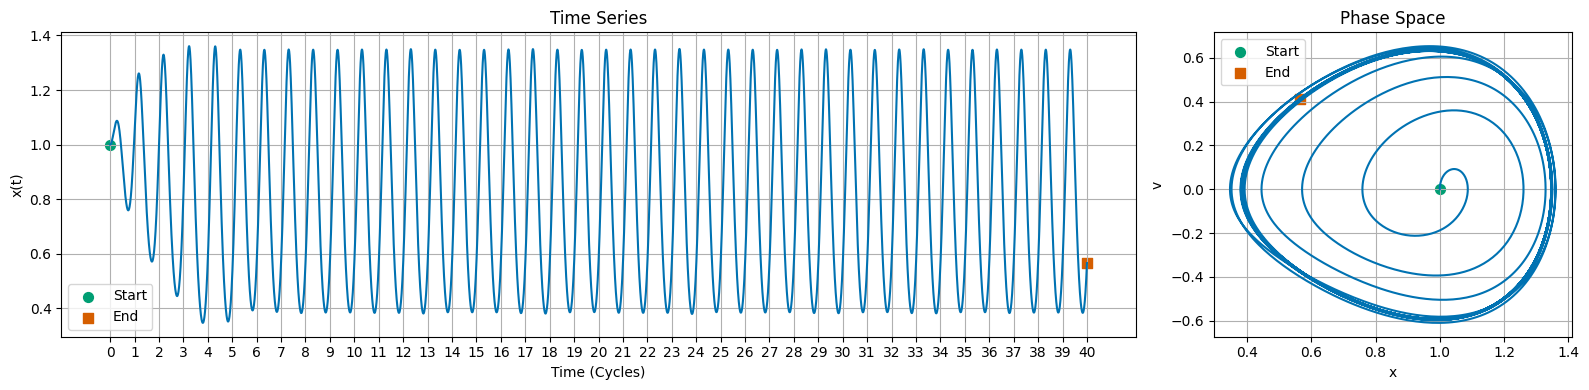 Time Series
x(t)
1.4
1.2
1.0
0.8
0.6
0.4
Start
End
0 1 2 3 4 5 6 7 8 9 10 11 12 13 14 15 16 17 18 19 20 21 22 23 24 25 26 27 28 29 30 31 32 33 34 35 36 37 38 39 40
Time (Cycles)
Phase Space
v
0.6
0.4
0.2
0.0
−0.2
−0.4
−0.6
Start
End
0.4 0.6 0.8 1.0 1.2 1.4
x